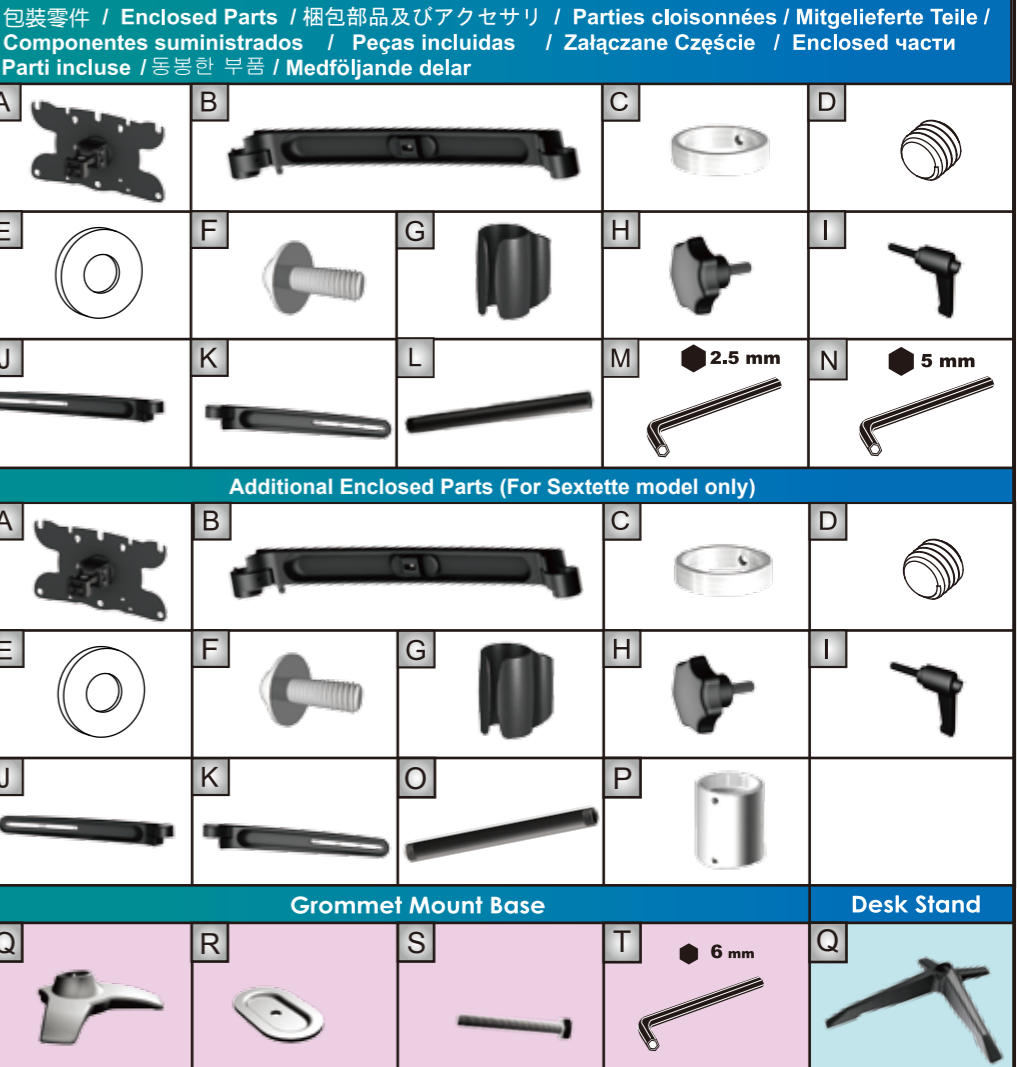 包裝零件 / Enclosed Parts / 梱包部品及びアクセサリ / Parties cloisonnées / Mitgelieferte Teile /
Componentes suministrados / Peças incluidas / Załączane Częście / Enclosed части
Parti incluse / 동봉한 부품 / Medföljande delar
A B C D
E F G H I
J K L M 2.5 mm N 5 mm
Additional Enclosed Parts (For Sextette model only)
A B C D
E F G H I
J K O P
Grommet Mount Base Desk Stand
Q R S T 6 mm Q